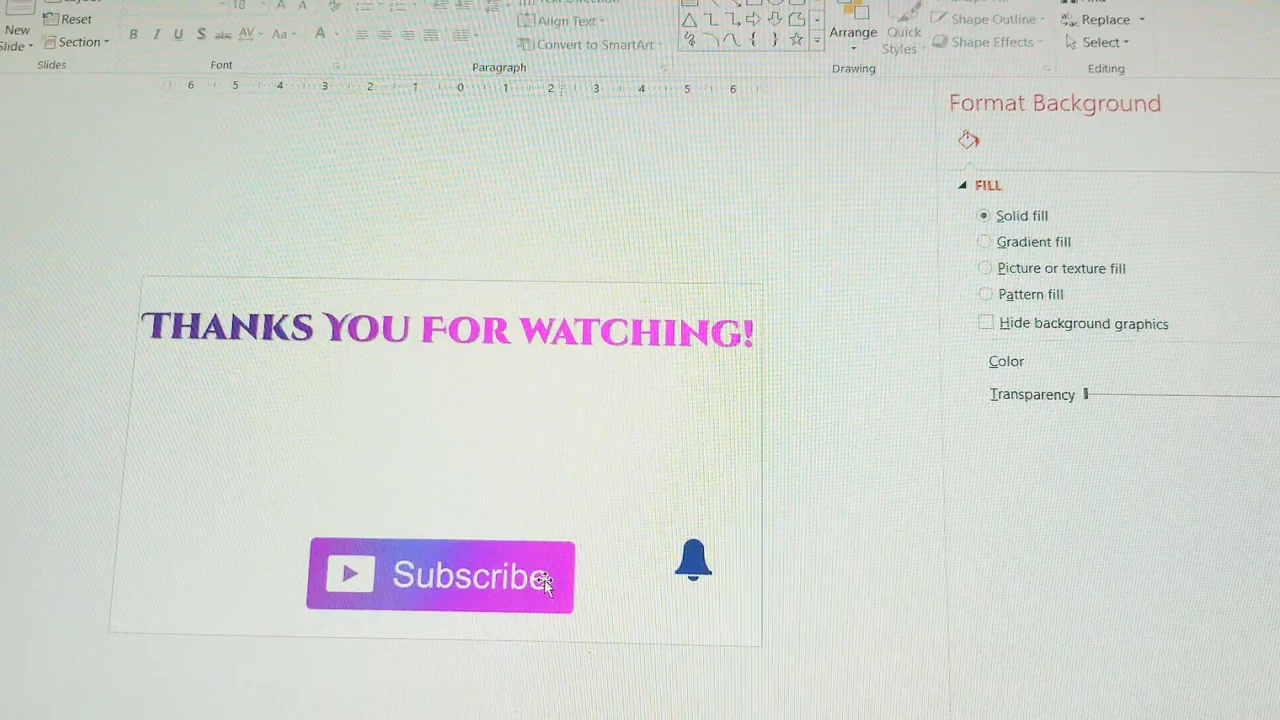 18
New
Slide
Reset
Section
B I U S abc AV Aa A
Align Text
Convert to SmartArt
Arrange
Quick
Styles
Shape Outline
Shape Effects
Replace
Select
Slides
Font
Paragraph
Drawing
Editing
6 5 4 3 2 1 0 1 2 3 4 5 6
Format Background
FILL
Solid fill
Gradient fill
Picture or texture fill
Pattern fill
Hide background graphics
Color
Transparency
THANKS YOU FOR WATCHING!
Subscribe